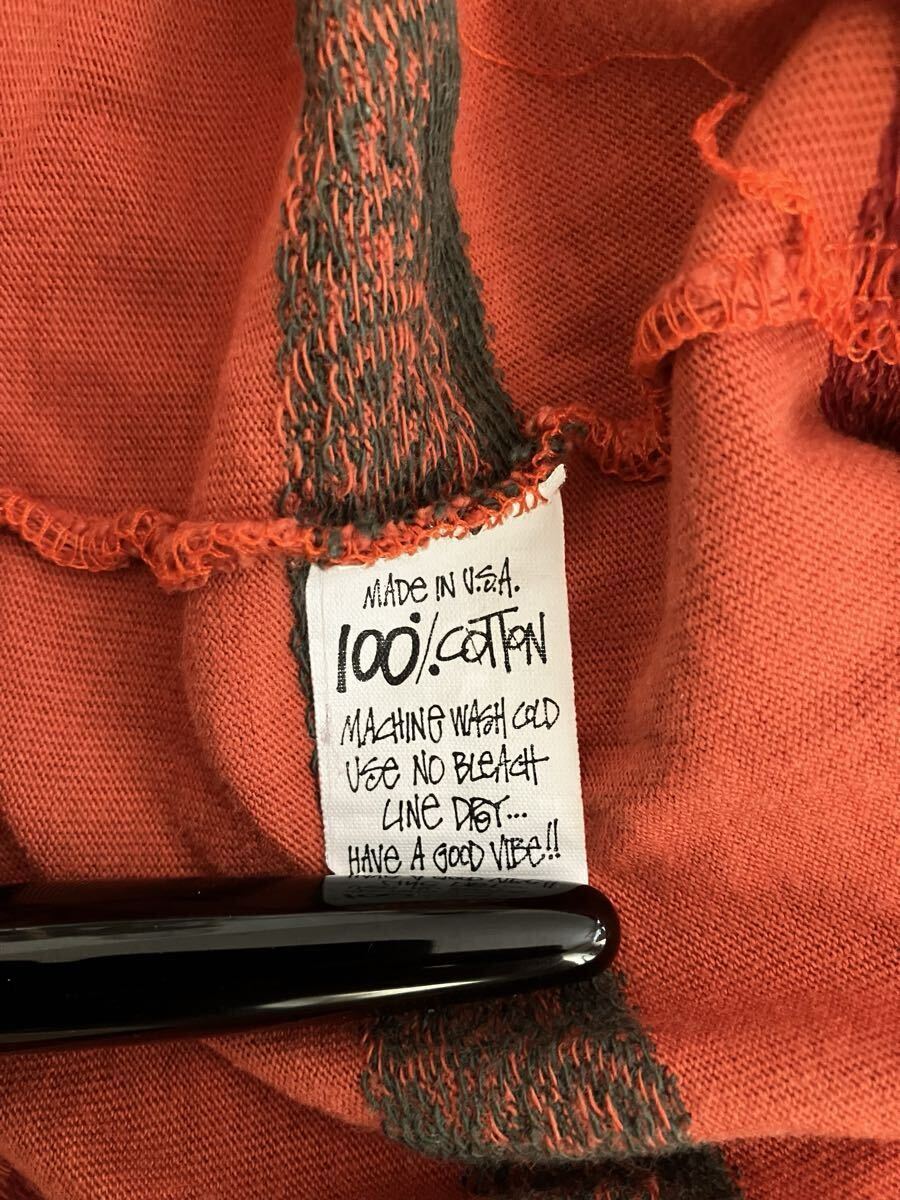 MADE IN U.S.A.
100%.COTTON
MACHINE WASH COLD
USE NO BLEACH
LINE DRY...
HAVE A GOOD VIBE!!